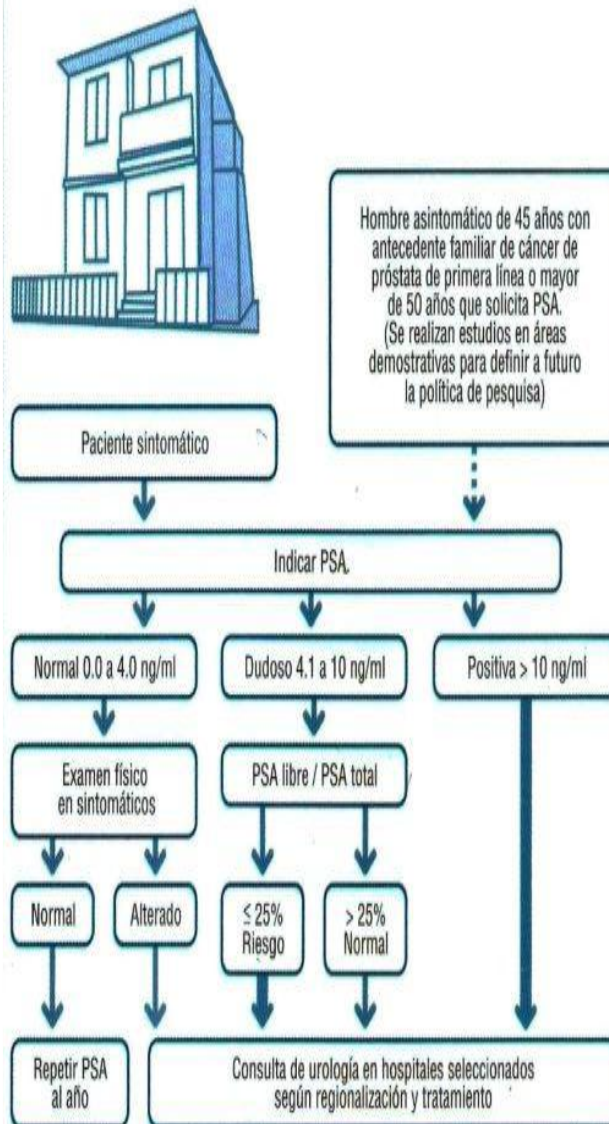 Hombre asintomático de 45 años con
antecedente familiar de cáncer de
próstata de primera línea o mayor
de 50 años que solicita PSA.
(Se realizan estudios en áreas
demostrativas para definir a futuro
la política de pesquisa)
Paciente sintomático
Indicar PSA.
Normal 0.0 a 4.0 ng/ml
Dudoso 4.1 a 10 ng/ml
Positiva > 10 ng/ml
Examen físico
en sintomáticos
PSA libre / PSA total
Normal
Alterado
≤ 25%
Riesgo
> 25%
Normal
Repetir PSA
al año
Consulta de urología en hospitales seleccionados
según regionalización y tratamiento